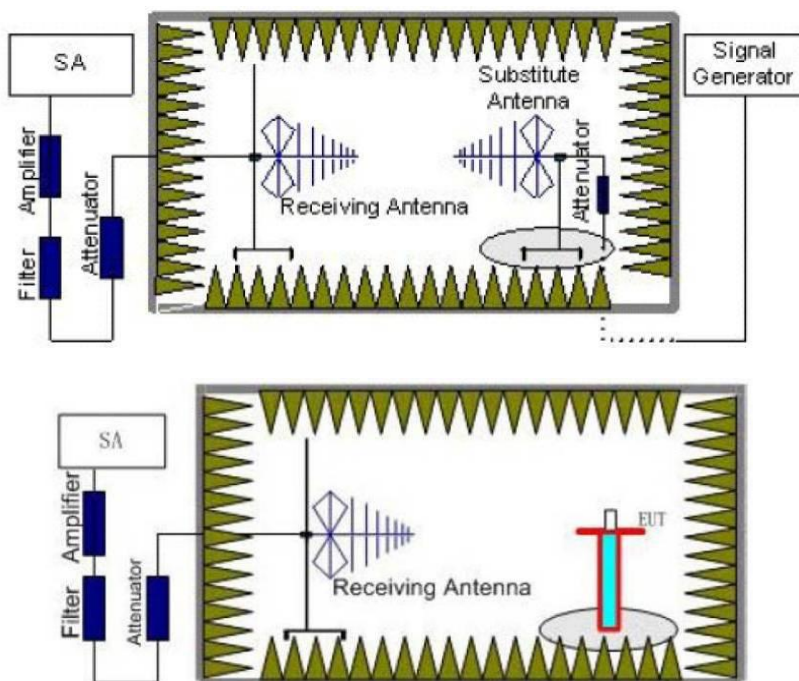 SA
Amplifier
Filter
Attenuator
Receiving Antenna
Substitute
Antenna
Attenuator
Signal
Generator
SA
Amplifier
Filter
Attenuator
Receiving Antenna
EUT